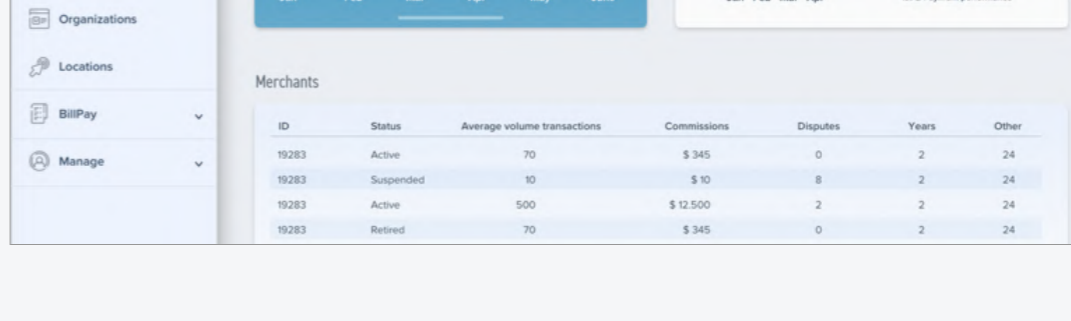 Organizations
Locations
BillPay
Manage
Merchants
ID Status Average volume transactions Commissions Disputes Years Other
19283 Active 70 $ 345 0 2 24
19283 Suspended 10 $ 10 8 2 24
19283 Active 500 $ 12.500 2 2 24
19283 Retired 70 $ 345 0 2 24